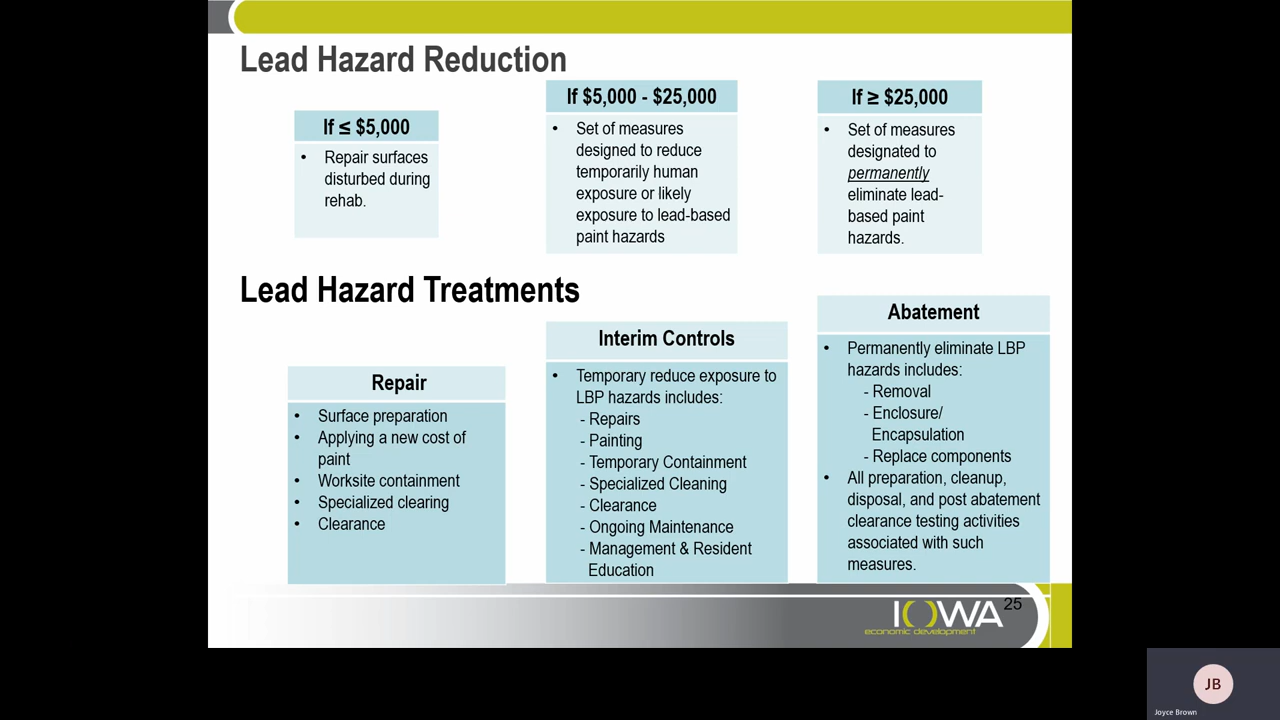 Lead Hazard Reduction
If ≤ $5,000
• Repair surfaces
disturbed during
rehab.
If $5,000 - $25,000
• Set of measures
designed to reduce
temporarily human
exposure or likely
exposure to lead-based
paint hazards
If ≥ $25,000
• Set of measures
designated to
permanently
eliminate lead-
based paint
hazards.
Lead Hazard Treatments
Repair
• Surface preparation
• Applying a new cost of
paint
• Worksite containment
• Specialized clearing
• Clearance
Interim Controls
• Temporary reduce exposure to
LBP hazards includes:
- Repairs
- Painting
- Temporary Containment
- Specialized Cleaning
- Clearance
- Ongoing Maintenance
- Management & Resident
Education
Abatement
• Permanently eliminate LBP
hazards includes:
- Removal
- Enclosure/
Encapsulation
- Replace components
• All preparation, cleanup,
disposal, and post abatement
clearance testing activities
associated with such
measures.
25
IOWA
economic development
JB
Joyce Brown